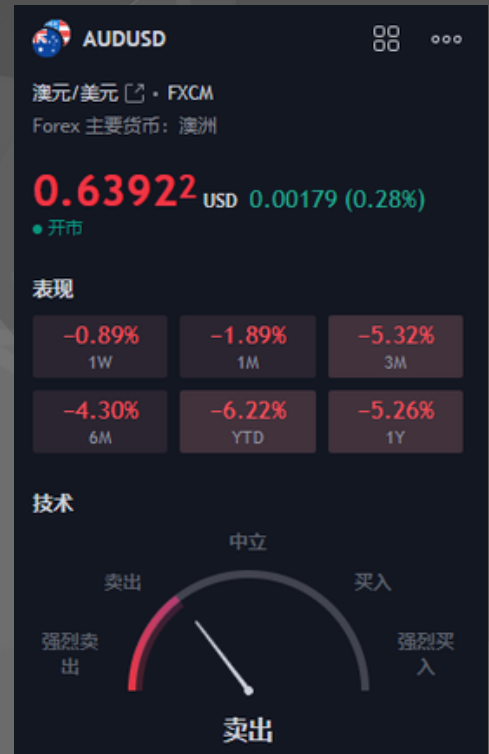 AUDUSD
澳元/美元 · FXCM
Forex 主要货币: 澳洲
0.63922 USD 0.00179 (0.28%)
开市
表现
−0.89% −1.89% −5.32%
1W 1M 3M
−4.30% −6.22% −5.26%
6M YTD 1Y
技术
中立
卖出 买入
强烈卖出 强烈买入
卖出